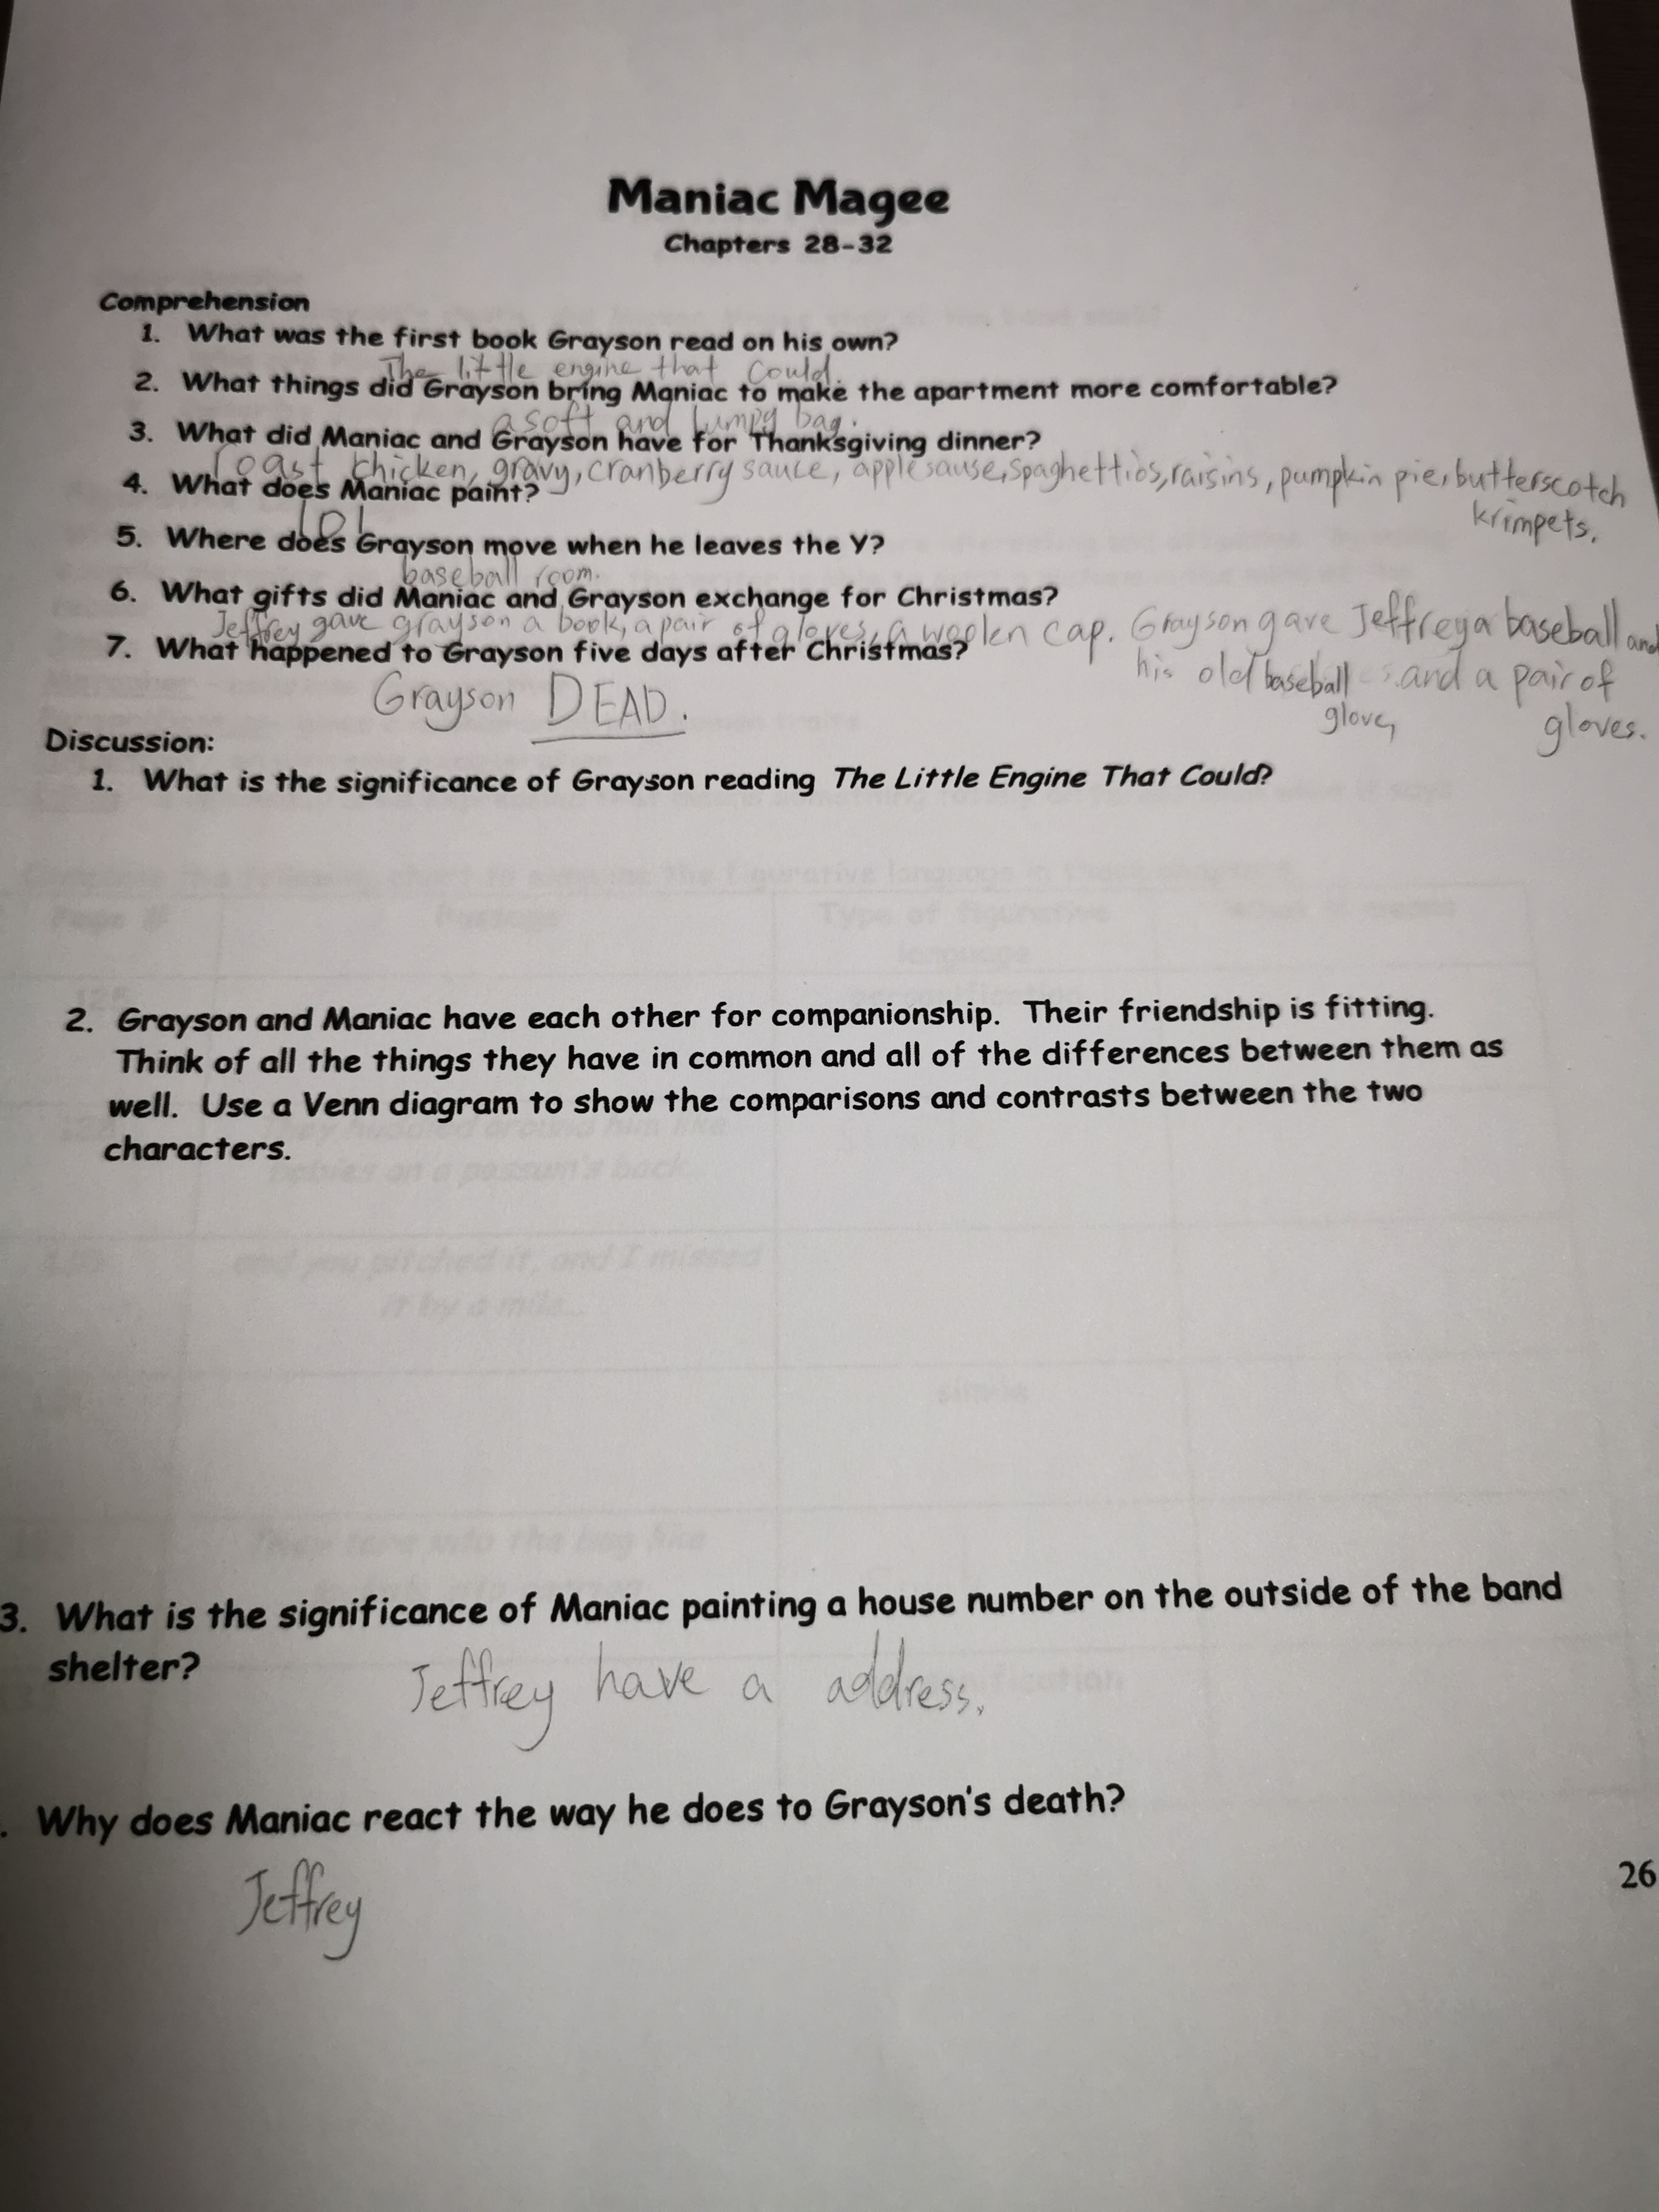 Maniac Magee
Chapters 28-32
Comprehension
1. What was the first book Grayson read on his own?
The little engine that could.
2. What things did Grayson bring Maniac to make the apartment more comfortable?
a soft and lumpy bag.
3. What did Maniac and Grayson have for Thanksgiving dinner?
roast chicken, gravy, cranberry sauce, apple sause, spaghettios, raisins, pumpkin pie, butterscotch
krimpets.
4. What does Maniac paint?
101
5. Where does Grayson move when he leaves the Y?
baseball room.
6. What gifts did Maniac and Grayson exchange for Christmas?
Jeffrey gave grayson a book, a pair of gloves, a woolen cap. Grayson gave Jeffrey a baseball and
his old baseball and a pair of
glove, gloves.
7. What happened to Grayson five days after Christmas?
Grayson DEAD.
Discussion:
1. What is the significance of Grayson reading The Little Engine That Could?
2. Grayson and Maniac have each other for companionship. Their friendship is fitting.
Think of all the things they have in common and all of the differences between them as
well. Use a Venn diagram to show the comparisons and contrasts between the two
characters.
3. What is the significance of Maniac painting a house number on the outside of the band
shelter?
Jeffrey have a address.
. Why does Maniac react the way he does to Grayson's death?
26
Jeffrey